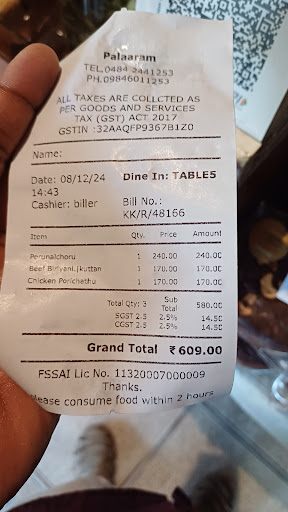 Palaaram
TEL,0484 2441253
PH.09846011253
ALL TAXES ARE COLLCTED AS
PER GOODS AND SERVICES
TAX (GST) ACT 2017
GSTIN :32AAQFP9367B1Z0
Name:
Date: 08/12/24 Dine In: TABLE5
14:43
Cashier: biller Bill No.:
KK/R/48166
Item Qty. Price Amount
Perunalchoru 1 240.00 240.00
Beef Biriyani.(kuttan 1 170.00 170.00
Chicken Porichathu 1 170.00 170.00
Total Qty: 3 Sub Total 580.00
SGST 2.5 2.5% 14.50
CGST 2.5 2.5% 14.50
Grand Total ₹609.00
FSSAI Lic No. 11320007000009
Thanks.
Please consume food within 2 hours